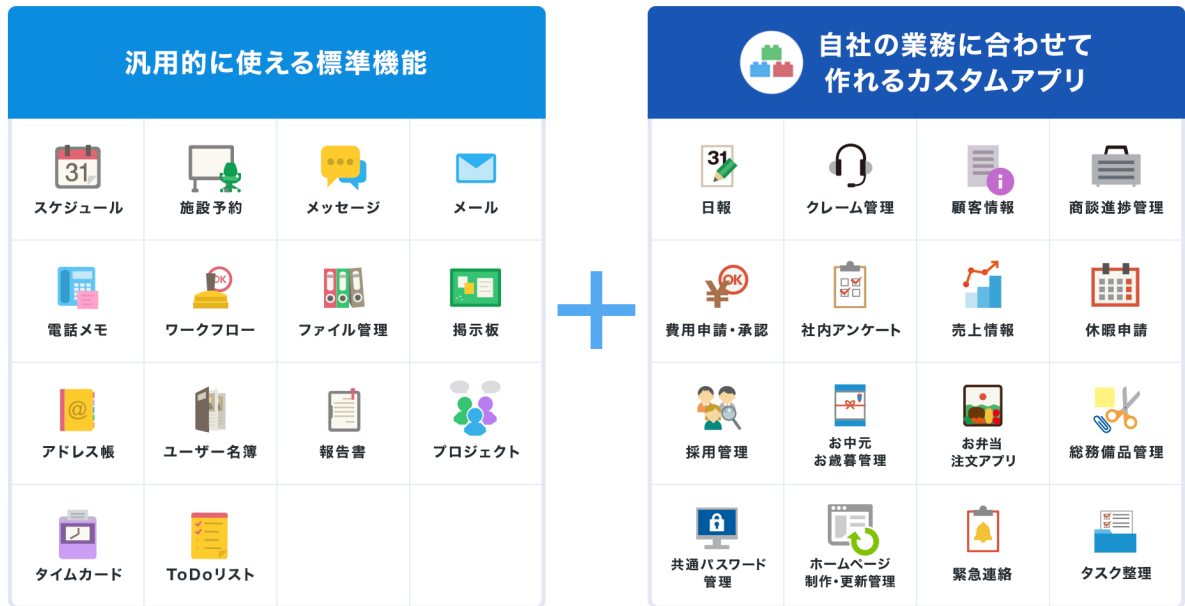 汎用的に使える標準機能
31
スケジュール
施設予約
メッセージ
メール
OK
電話メモ
ワークフロー
ファイル管理
掲示板
@
アドレス帳
ユーザー名簿
報告書
プロジェクト
タイムカード
ToDoリスト
自社の業務に合わせて
作れるカスタムアプリ
31
i
日報
クレーム管理
顧客情報
商談進捗管理
¥
OK
費用申請・承認
社内アンケート
売上情報
休暇申請
採用管理
お中元
お歳暮管理
お弁当
注文アプリ
総務備品管理
共通パスワード
管理
ホームページ
制作・更新管理
緊急連絡
タスク整理